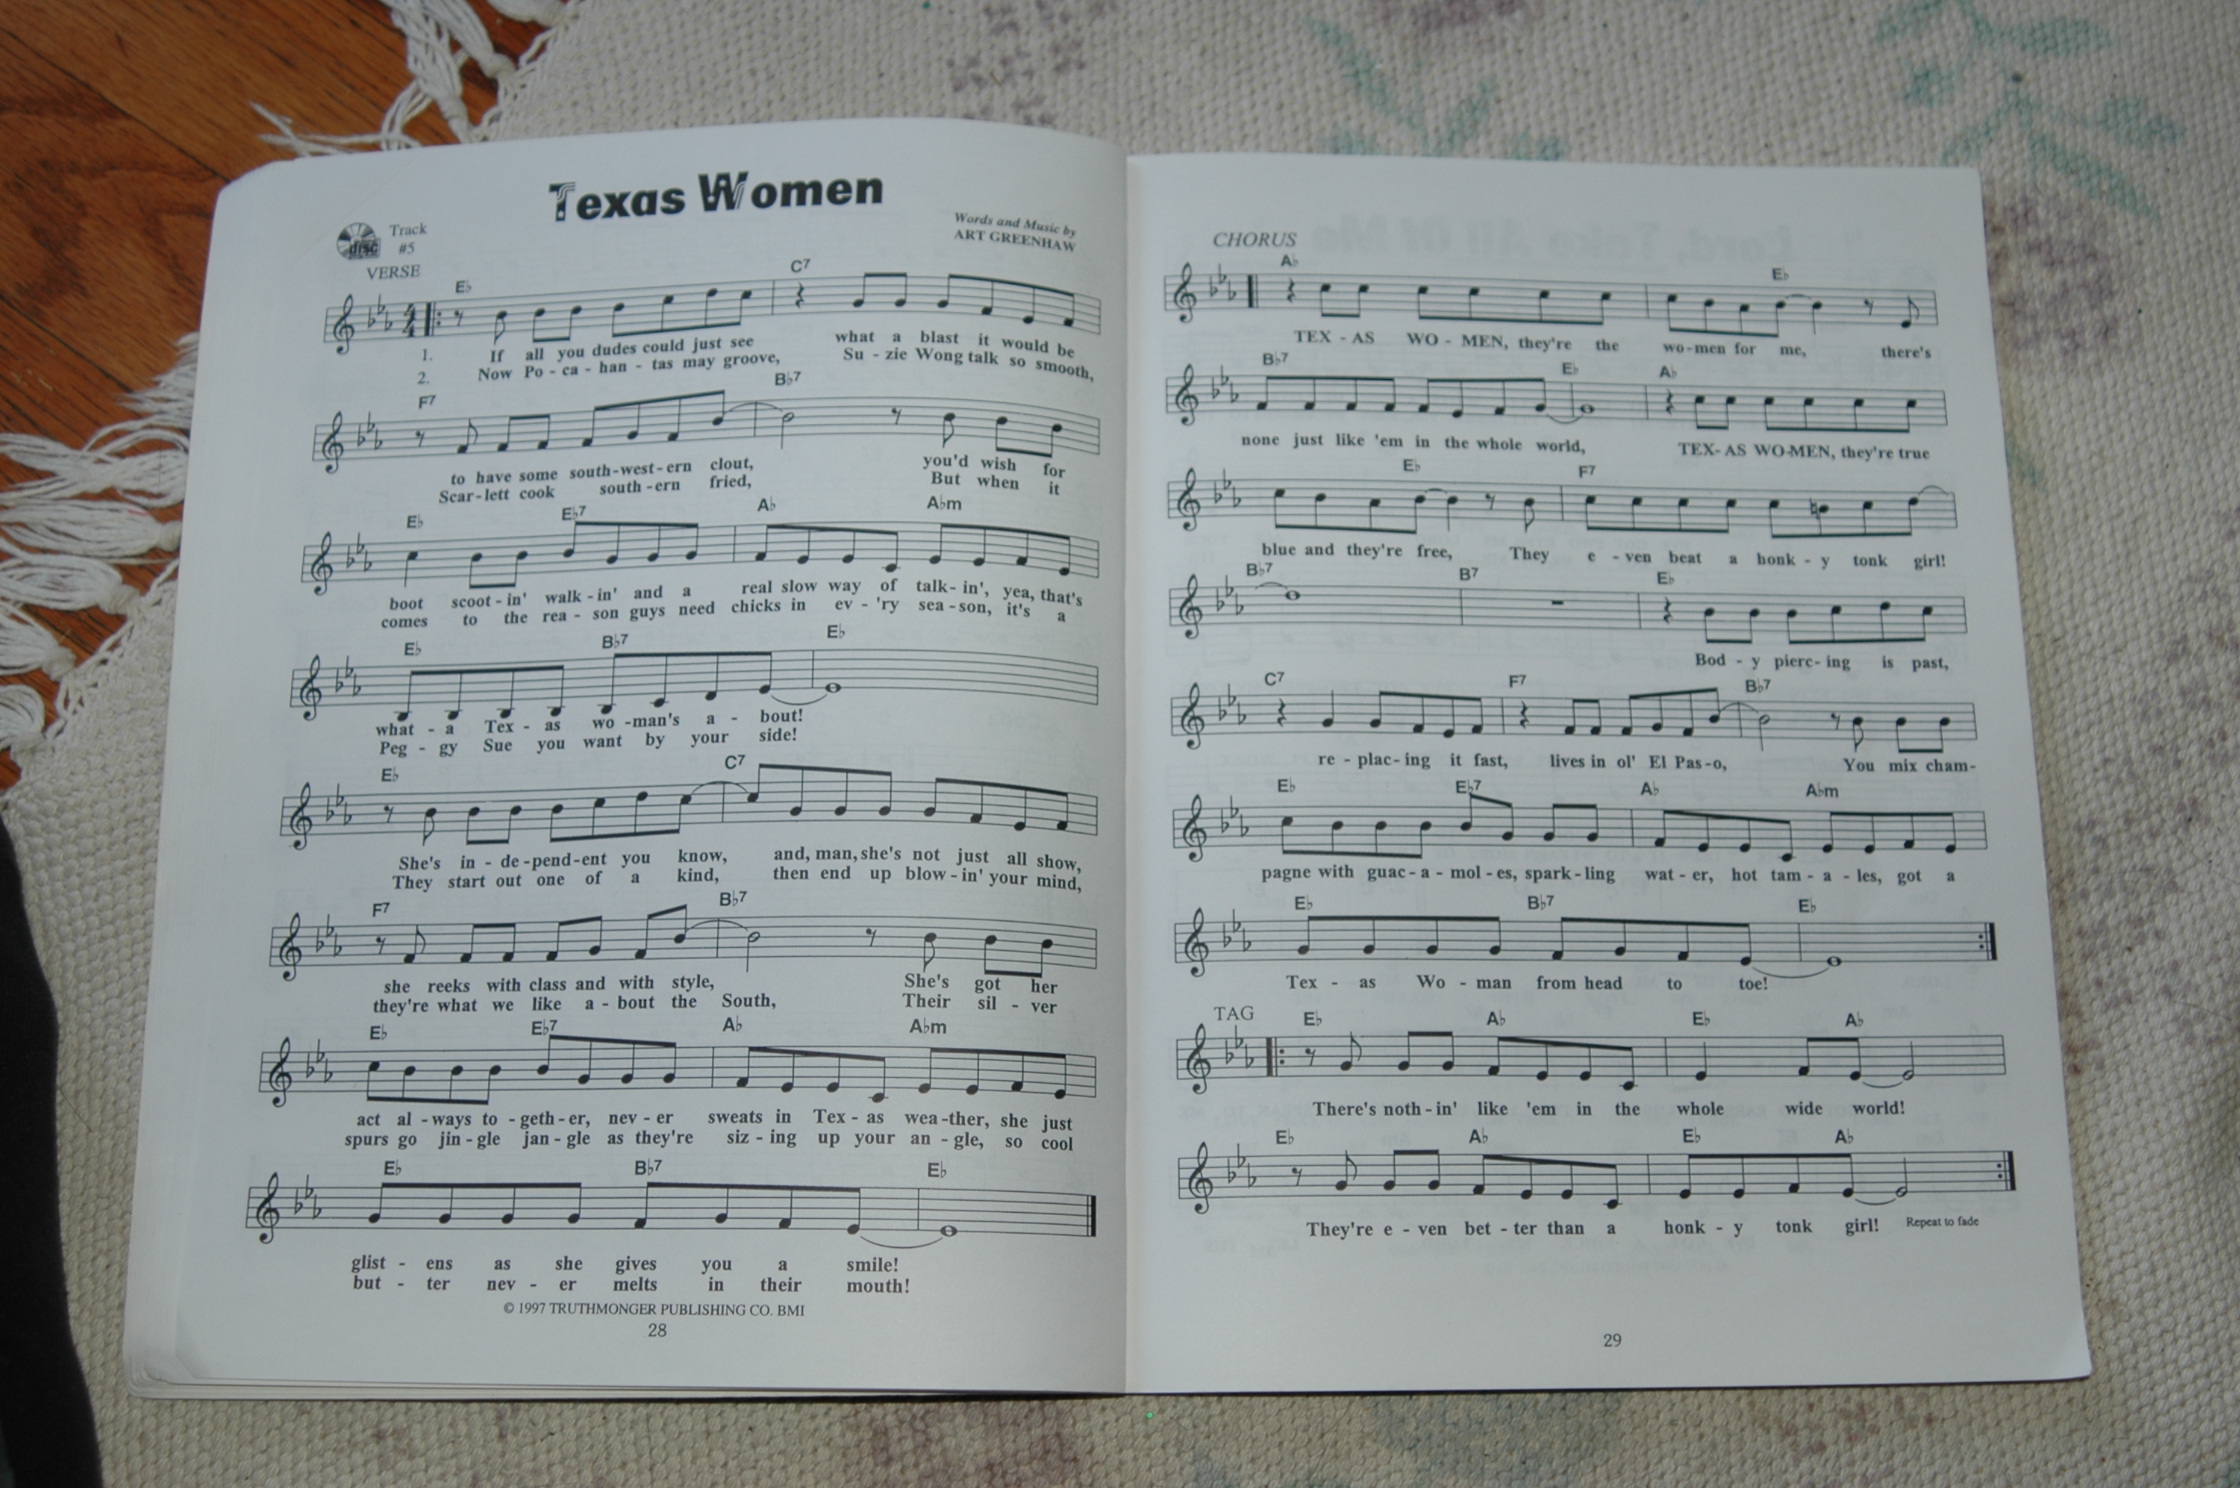 Texas Women
Words and Music by
ART GREENHAW
Track
#5
disc
VERSE
E♭ C7
1. If all you dudes could just see what a blast it would be
2. Now Po - ca - han - tas may groove, Su - zie Wong talk so smooth,
F7 B♭7
to have some south-west-ern clout, you'd wish for
Scar-lett cook south-ern fried, But when it
E♭ E♭7 A♭ A♭m
boot scoot-in' walk-in' and a real slow way of talk-in', yea, that's
comes to the rea - son guys need chicks in ev - 'ry sea - son, it's a
E♭ B♭7 E♭
what - a Tex - as wo-man's a - bout!
Peg - gy Sue you want by your side!
E♭ C7
She's in - de-pend-ent you know, and, man, she's not just all show,
They start out one of a kind, then end up blow-in' your mind,
F7 B♭7
she reeks with class and with style, She's got her
they're what we like a - bout the South, Their sil - ver
E♭ E♭7 A♭ A♭m
act al-ways to-geth-er, nev-er sweats in Tex-as wea-ther, she just
spurs go jin-gle jan-gle as they're siz-ing up your an-gle, so cool
E♭ B♭7 E♭
glist - ens as she gives you a smile!
but - ter nev - er melts in their mouth!
© 1997 TRUTHMONGER PUBLISHING CO. BMI
28
CHORUS
A♭ E♭
TEX - AS WO - MEN, they're the wo-men for me, there's
B♭7 E♭ A♭
none just like 'em in the whole world, TEX-AS WO-MEN, they're true
E♭ F7
blue and they're free, They e - ven beat a honk - y tonk girl!
B♭7 B7 E♭
Bod - y pierc-ing is past,
C7 F7 B♭7
re - plac-ing it fast, lives in ol' El Pas-o, You mix cham-
E♭ E♭7 A♭ A♭m
pagne with guac-a-mol-es, spark-ling wat-er, hot tam-a-les, got a
E♭ B♭7 E♭
Tex - as Wo - man from head to toe!
TAG
E♭ A♭ E♭ A♭
There's noth-in' like 'em in the whole wide world!
E♭ A♭ E♭ A♭
They're e - ven bet - ter than a honk - y tonk girl! Repeat to fade
29